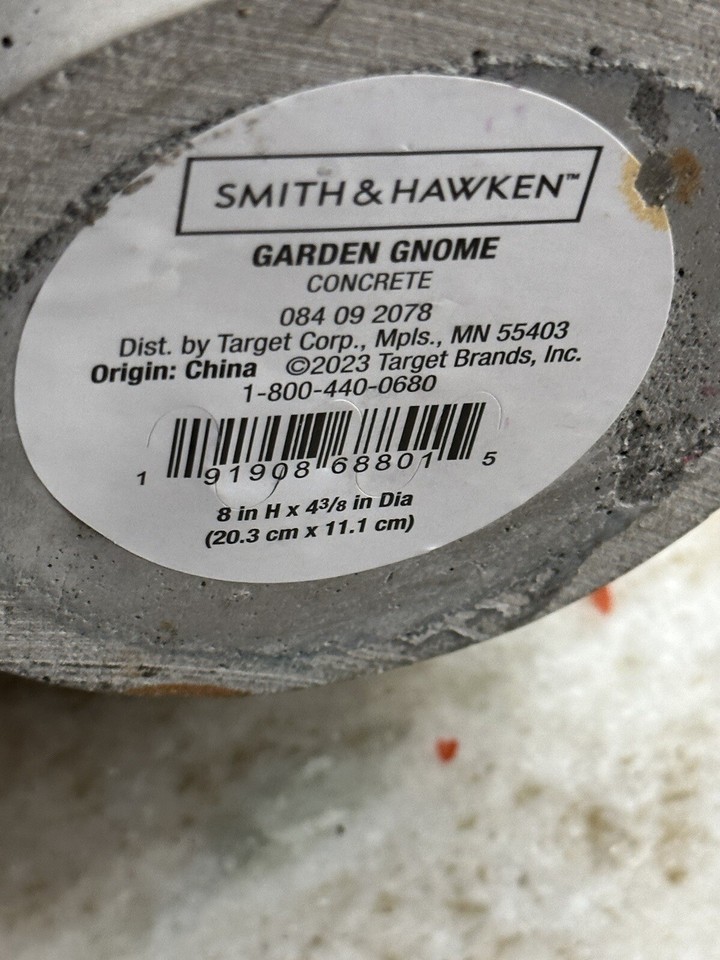 SMITH & HAWKEN™
GARDEN GNOME
CONCRETE
084 09 2078
Dist. by Target Corp., Mpls., MN 55403
Origin: China ©2023 Target Brands, Inc.
1-800-440-0680
1 91908 68801 5
8 in H x 4 3/8 in Dia
(20.3 cm x 11.1 cm)